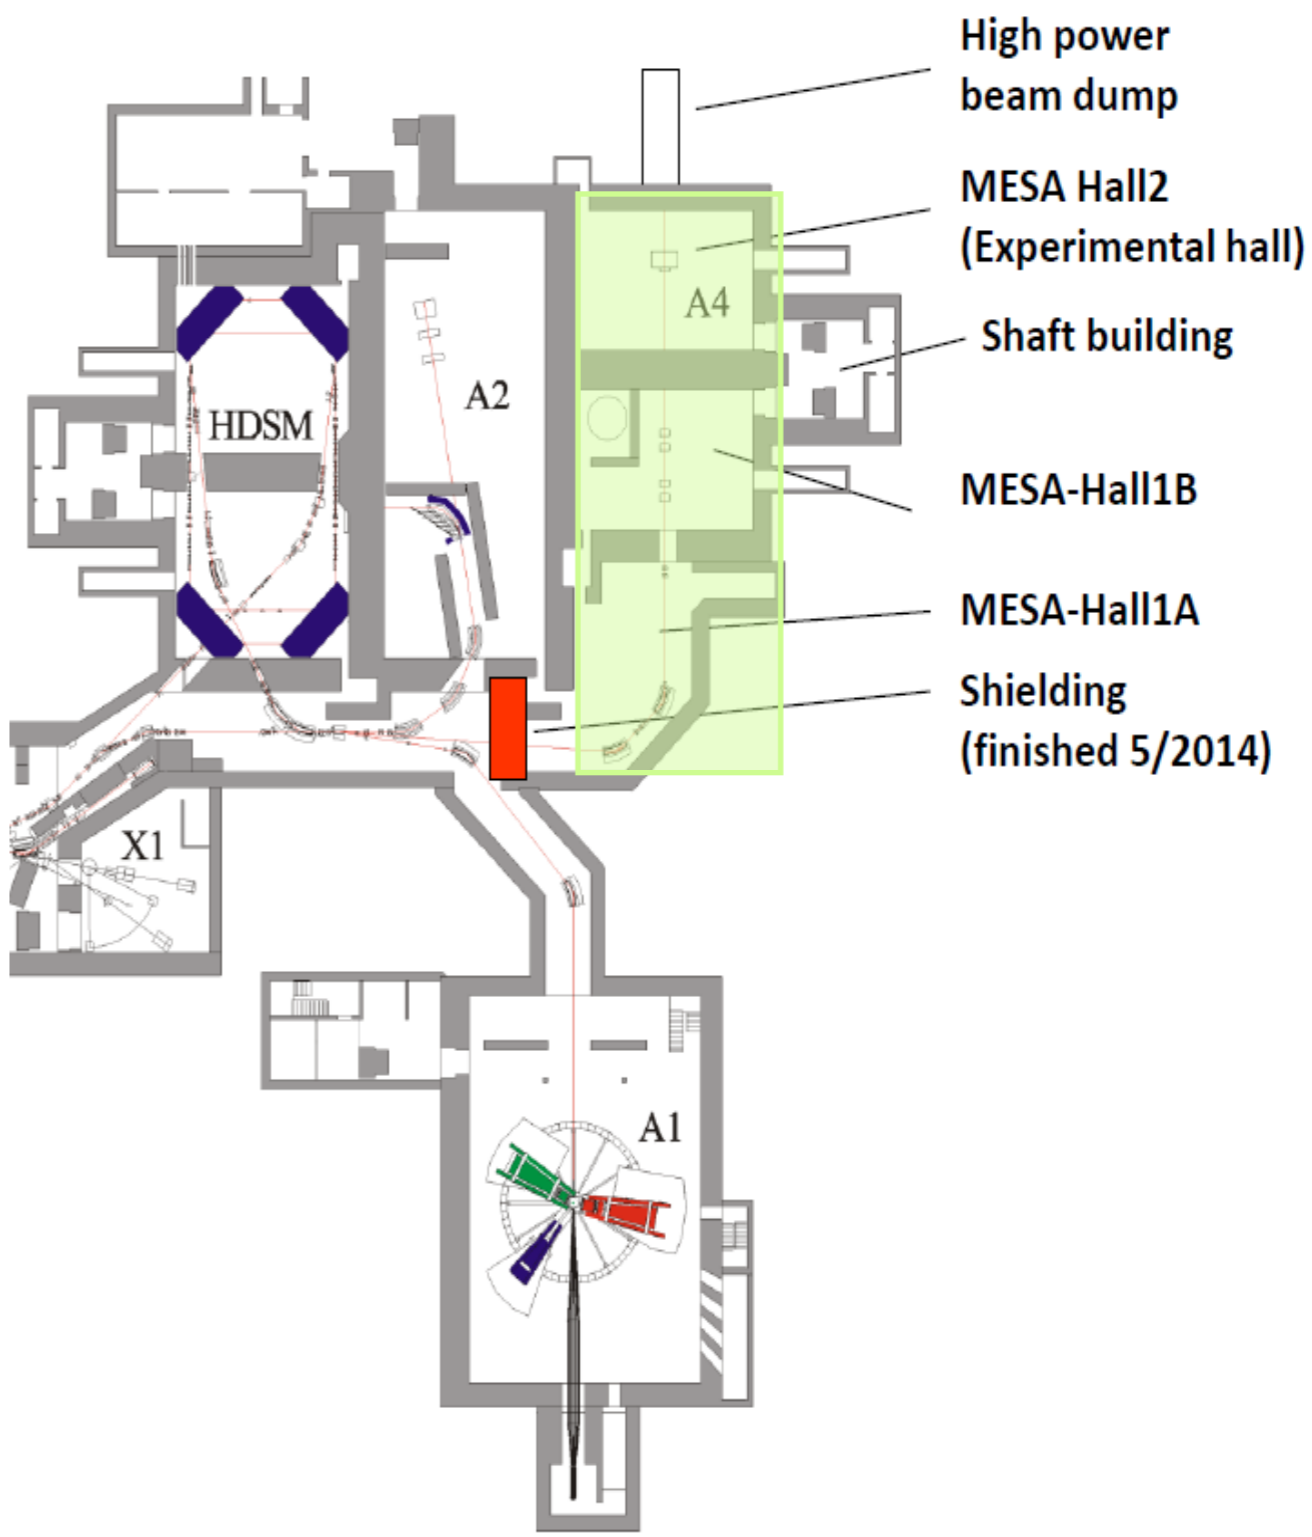 High power
beam dump
MESA Hall2
(Experimental hall)
A4
Shaft building
A2
HDSM
MESA-Hall1B
MESA-Hall1A
Shielding
(finished 5/2014)
X1
A1